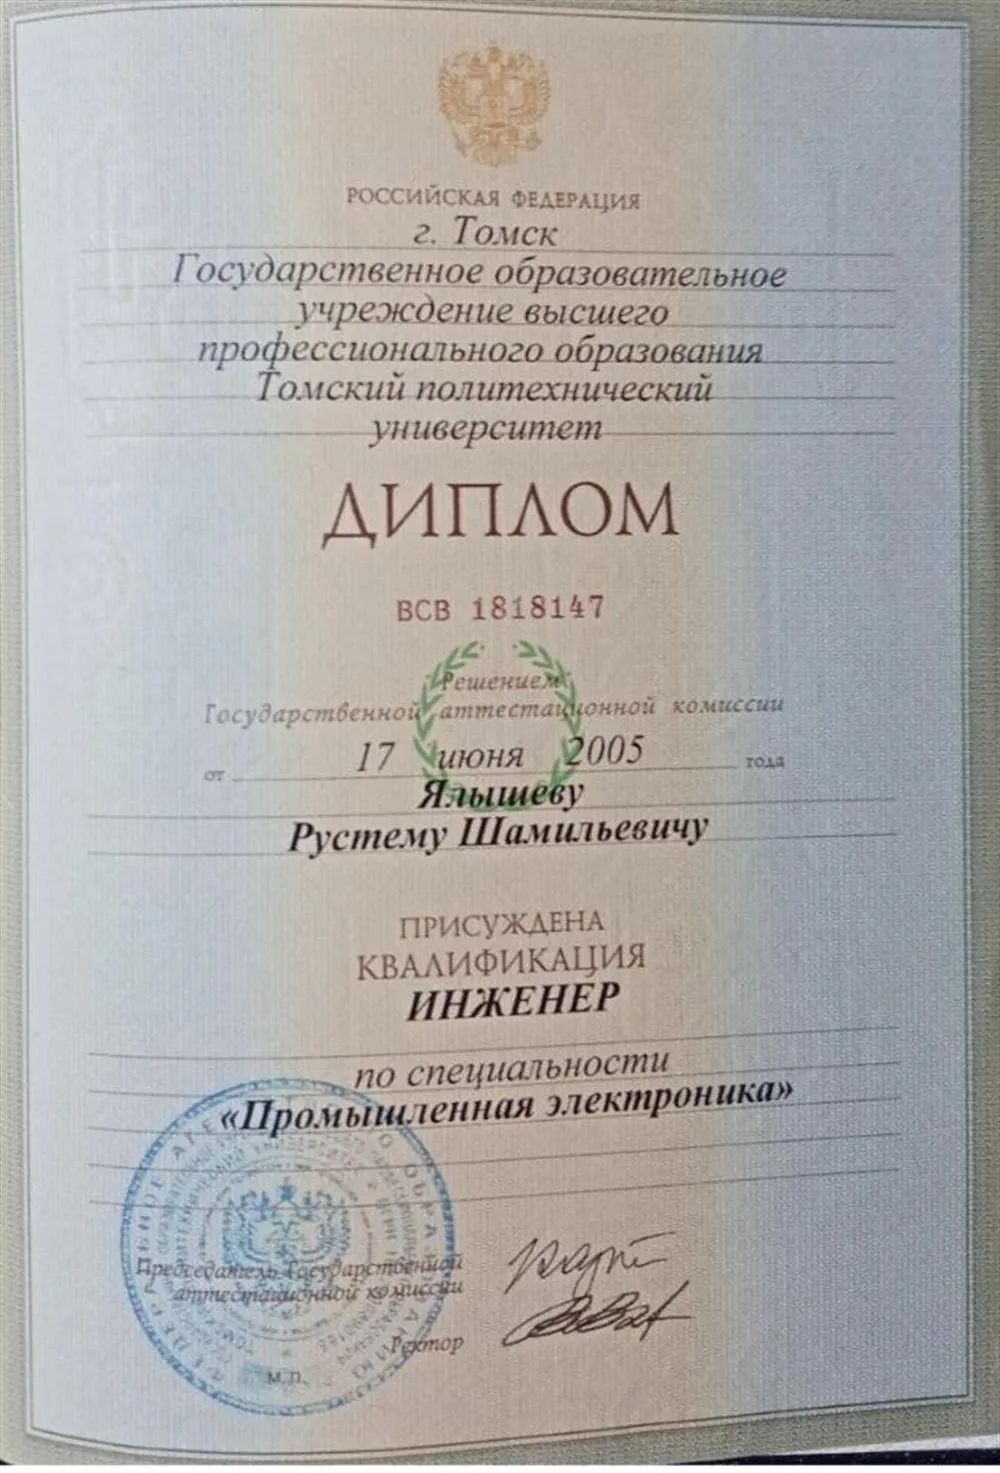 РОССИЙСКАЯ ФЕДЕРАЦИЯ
г. Томск
Государственное образовательное
учреждение высшего
профессионального образования
Томский политехнический
университет
ДИПЛОМ
ВСВ 1818147
Решением
Государственной аттестационной комиссии
от 17 июня 2005 года
Ялышеву
Рустему Шамильевичу
ПРИСУЖДЕНА
КВАЛИФИКАЦИЯ
ИНЖЕНЕР
по специальности
«Промышленная электроника»
Председатель Государственной
аттестационной комиссии
Ректор
М.П.